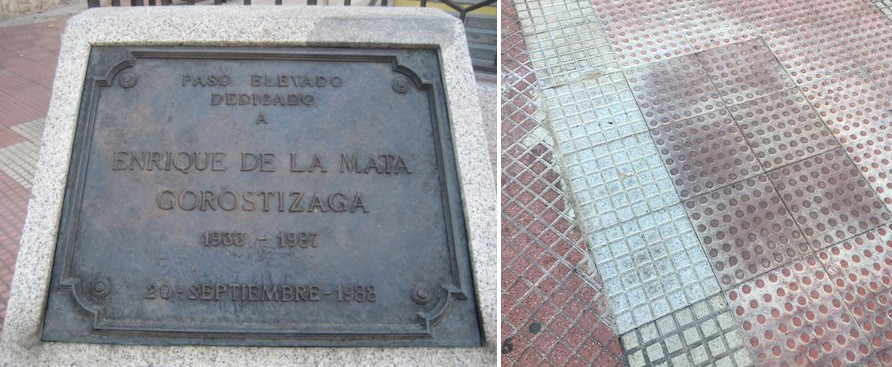 PASO ELEVADO
DEDICADO
A
ENRIQUE DE LA MATA
GOROSTIZAGA
1933 - 1987
20 - SEPTIEMBRE - 1988